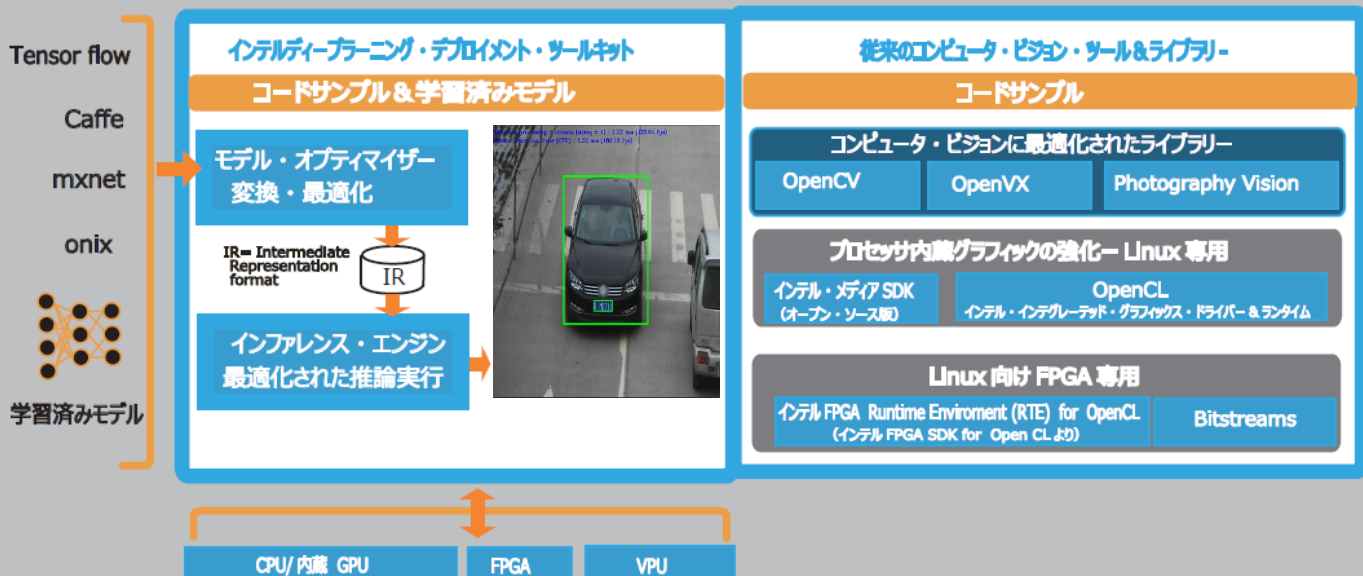 Tensor flow
Caffe
mxnet
onix
学習済みモデル
インテルディープラーニング・デプロイメント・ツールキット
コードサンプル&学習済みモデル
モデル・オプティマイザー
変換・最適化
IR= Intermediate
Representation
format
IR
インファレンス・エンジン
最適化された推論実行
従来のコンピュータ・ビジョン・ツール&ライブラリー
コードサンプル
コンピュータ・ビジョンに最適化されたライブラリー
OpenCV
OpenVX
Photography Vision
プロセッサ内蔵グラフィックの強化ー Linux 専用
インテル・メディア SDK
(オープン・ソース版)
OpenCL
インテル・インテグレーテッド・グラフィックス・ドライバー & ランタイム
Linux 向け FPGA 専用
インテル FPGA Runtime Enviroment (RTE) for OpenCL
(インテル FPGA SDK for Open CL より)
Bitstreams
CPU/ 内蔵 GPU
FPGA
VPU